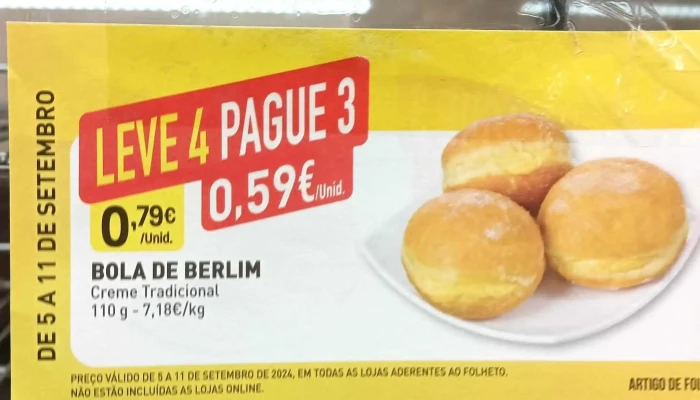 DE 5 A 11 DE SETEMBRO
LEVE 4 PAGUE 3
0,59€/Unid.
0,79€
/Unid.
BOLA DE BERLIM
Creme Tradicional
110 g - 7,18€/kg
PREÇO VÁLIDO DE 5 A 11 DE SETEMBRO DE 2024, EM TODAS AS LOJAS ADERENTES AO FOLHETO.
NÃO ESTÃO INCLUÍDAS AS LOJAS ONLINE.
ARTIGO DE